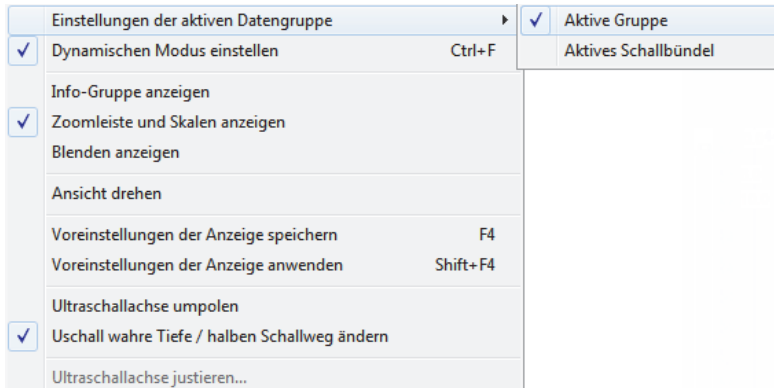 Einstellungen der aktiven Datengruppe
Aktive Gruppe
Dynamischen Modus einstellen Ctrl+F
Aktives Schallbündel
Info-Gruppe anzeigen
Zoomleiste und Skalen anzeigen
Blenden anzeigen
Ansicht drehen
Voreinstellungen der Anzeige speichern F4
Voreinstellungen der Anzeige anwenden Shift+F4
Ultraschallachse umpolen
Uschall wahre Tiefe / halben Schallweg ändern
Ultraschallachse justieren...